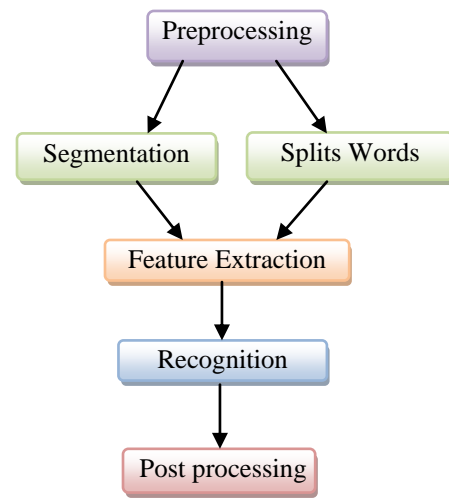 Preprocessing
Segmentation
Splits Words
Feature Extraction
Recognition
Post processing